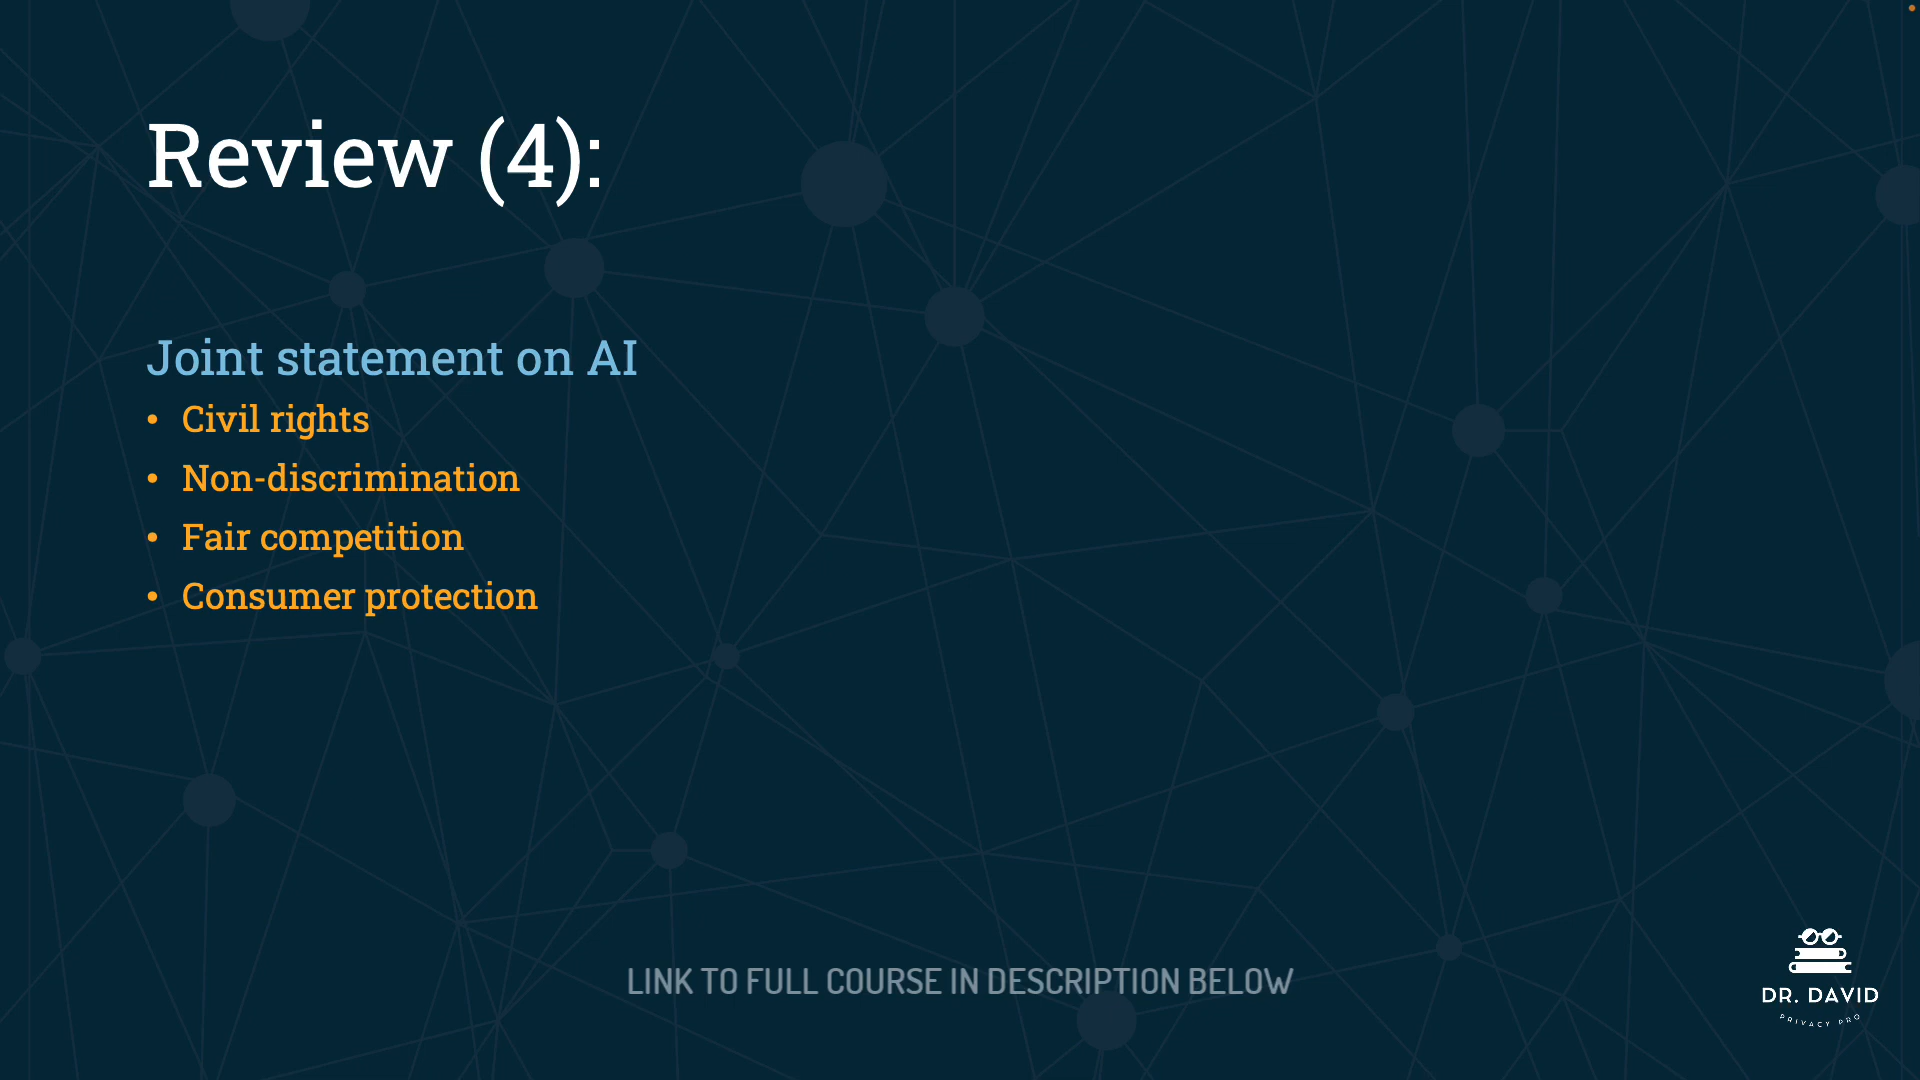 Review (4):
Joint statement on AI
• Civil rights
• Non-discrimination
• Fair competition
• Consumer protection
LINK TO FULL COURSE IN DESCRIPTION BELOW
DR. DAVID
PRIVACY PRO